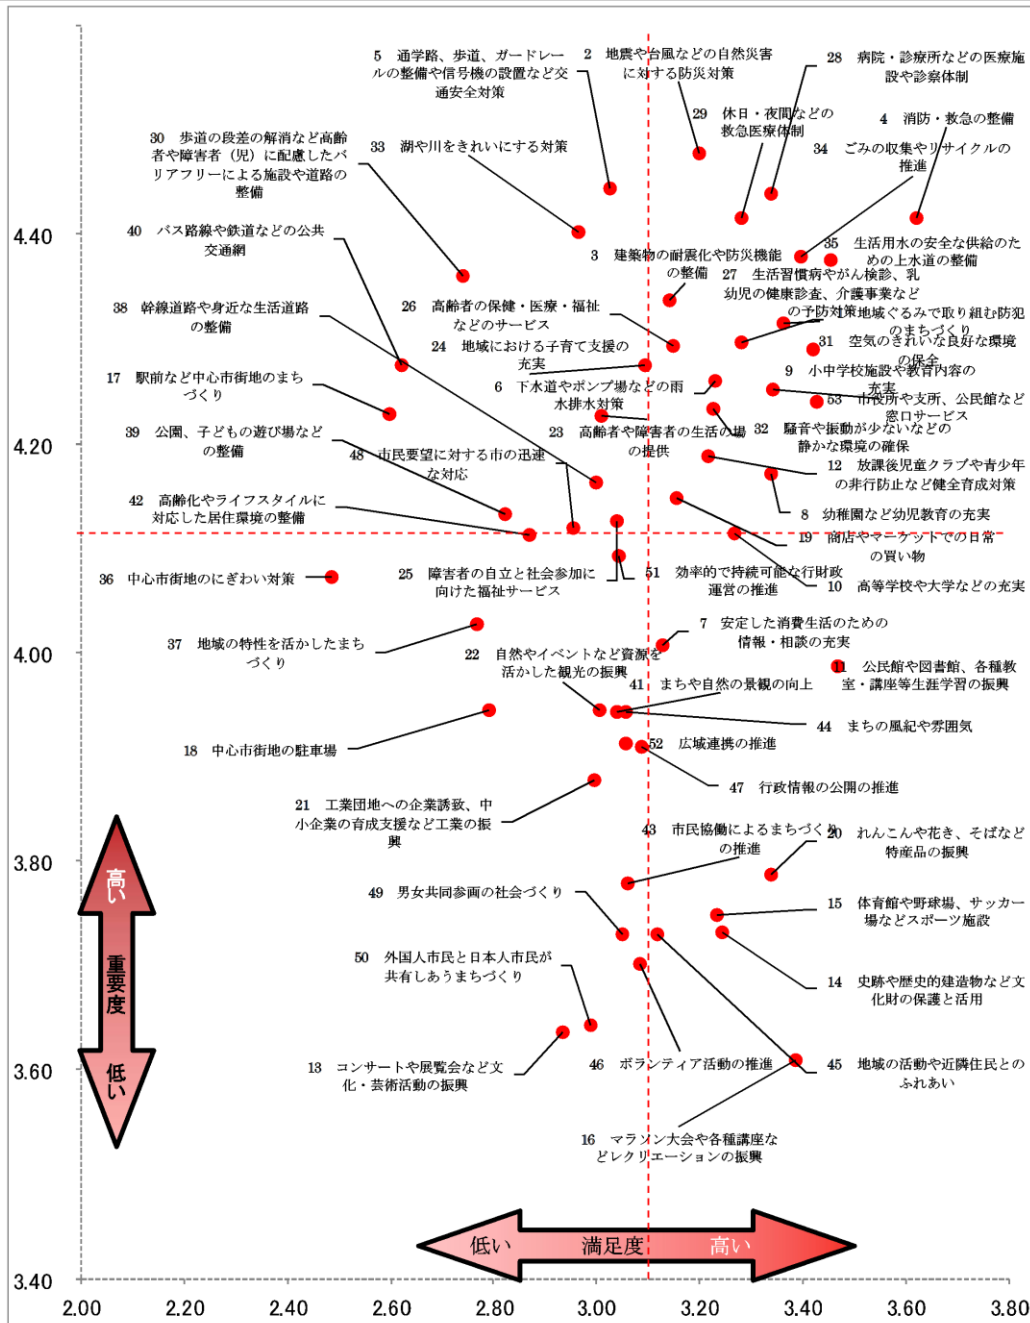 5 通学路、歩道、ガードレー
ルの整備や信号機の設置など交
通安全対策
2 地震や台風などの自然災害
に対する防災対策
28 病院・診療所などの医療施
設や診察体制
29 休日・夜間などの
救急医療体制
4 消防・救急の整備
30 歩道の段差の解消など高齢
者や障害者（児）に配慮したバ
リアフリーによる施設や道路の
整備
33 湖や川をきれいにする対策
34 ごみの収集やリサイクルの
推進
4.40
40 バス路線や鉄道などの公共
交通網
3 建築物の耐震化や防災機能
の整備
35 生活用水の安全な供給のた
めの上水道の整備
27 生活習慣病やがん検診、乳
幼児の健康診査、介護事業など
の予防対策
38 幹線道路や身近な生活道路
の整備
26 高齢者の保健・医療・福祉
などのサービス
1 地域ぐるみで取り組む防犯
のまちづくり
24 地域における子育て支援の
充実
31 空気のきれいな良好な環境
の保全
17 駅前など中心市街地のまち
づくり
6 下水道やポンプ場などの雨
水排水対策
9 小中学校施設や教育内容の
充実
53 市役所や支所、公民館など
窓口サービス
39 公園、子どもの遊び場など
の整備
23 高齢者や障害者の生活の場
の提供
32 騒音や振動が少ないなどの
静かな環境の確保
4.20
48 市民要望に対する市の迅速
な対応
12 放課後児童クラブや青少年
の非行防止など健全育成対策
42 高齢化やライフスタイルに
対応した居住環境の整備
8 幼稚園など幼児教育の充実
19 商店やマーケットでの日常
の買い物
36 中心市街地のにぎわい対策
25 障害者の自立と社会参加に
向けた福祉サービス
51 効率的で持続可能な行財政
運営の推進
10 高等学校や大学などの充実
37 地域の特性を活かしたまち
づくり
7 安定した消費生活のための
情報・相談の充実
4.00
22 自然やイベントなど資源を
活かした観光の振興
11 公民館や図書館、各種教
室・講座等生涯学習の振興
41 まちや自然の景観の向上
44 まちの風紀や雰囲気
18 中心市街地の駐車場
52 広域連携の推進
47 行政情報の公開の推進
21 工業団地への企業誘致、中
小企業の育成支援など工業の振
興
3.80
43 市民協働によるまちづくり
の推進
20 れんこんや花き、そばなど
特産品の振興
49 男女共同参画の社会づくり
15 体育館や野球場、サッカー
場などスポーツ施設
50 外国人市民と日本人市民が
共有しあうまちづくり
14 史跡や歴史的建造物など文
化財の保護と活用
高い
重要度
低い
3.60
13 コンサートや展覧会など文
化・芸術活動の振興
46 ボランティア活動の推進
45 地域の活動や近隣住民との
ふれあい
16 マラソン大会や各種講座な
どレクリエーションの振興
低い 満足度 高い
3.40
2.00 2.20 2.40 2.60 2.80 3.00 3.20 3.40 3.60 3.80